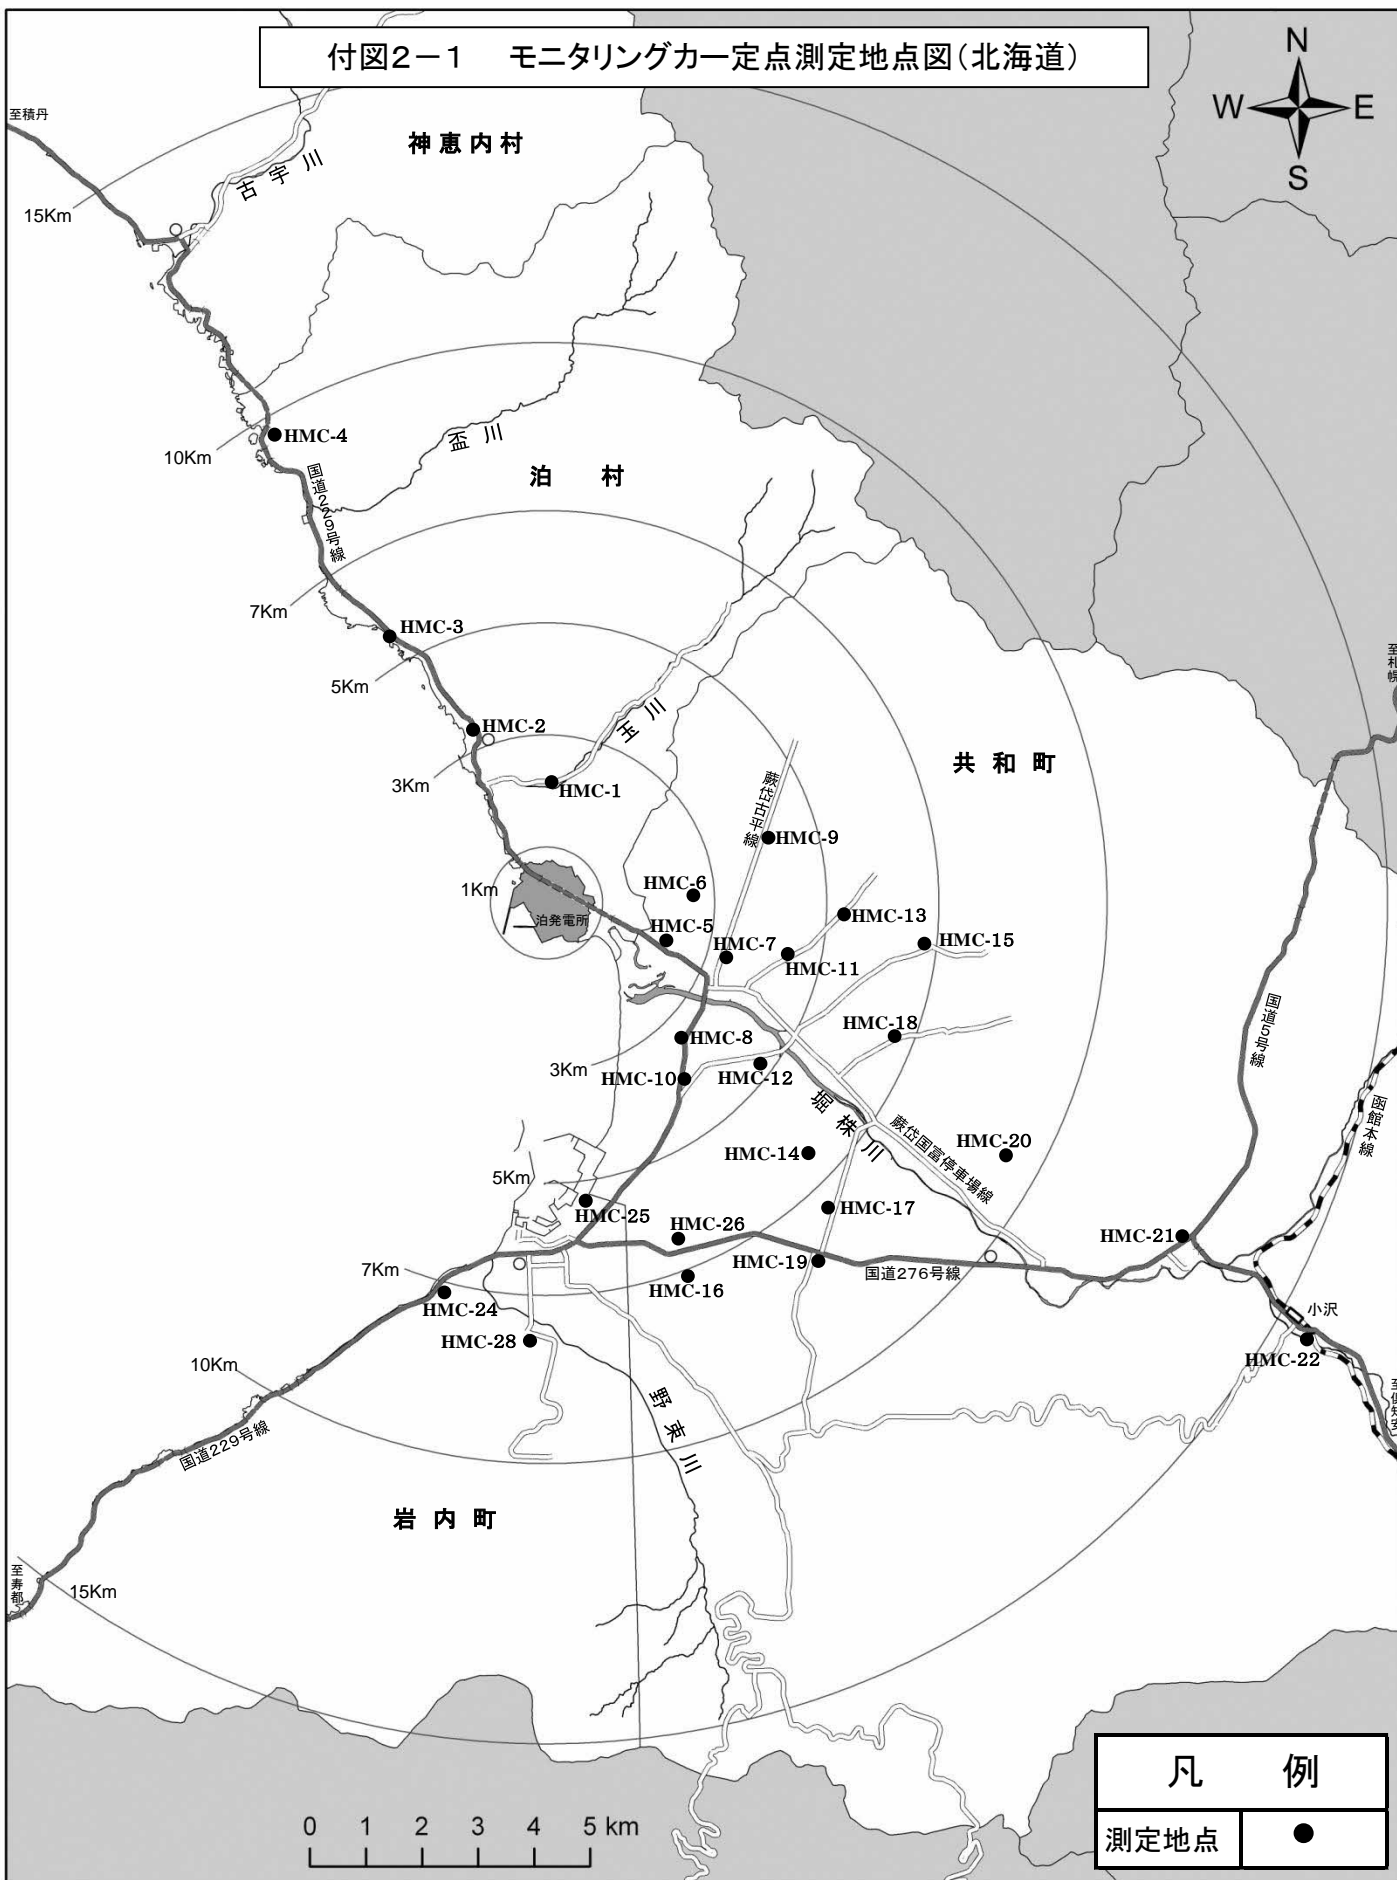 付図2－1　モニタリングカー定点測定地点図(北海道)
N
W E
S
至積丹
神恵内村
古宇川
15Km
HMC-4
盃川
10Km
泊村
国道229号線
7Km
HMC-3
至札幌
5Km
玉川
HMC-2
共和町
3Km
HMC-1
蕨岱古平線
HMC-9
HMC-6
1Km
HMC-13
泊発電所
HMC-5
HMC-7
HMC-15
HMC-11
国道5号線
HMC-18
HMC-8
3Km
HMC-10
HMC-12
堀株川
函館本線
蕨岱国富停車場線
HMC-20
HMC-14
5Km
HMC-25
HMC-17
HMC-26
HMC-21
HMC-19
国道276号線
7Km
HMC-16
HMC-24
小沢
HMC-28
HMC-22
10Km
至倶知安
野束川
国道229号線
岩内町
至寿都
15Km
凡例
測定地点
0 1 2 3 4 5 km